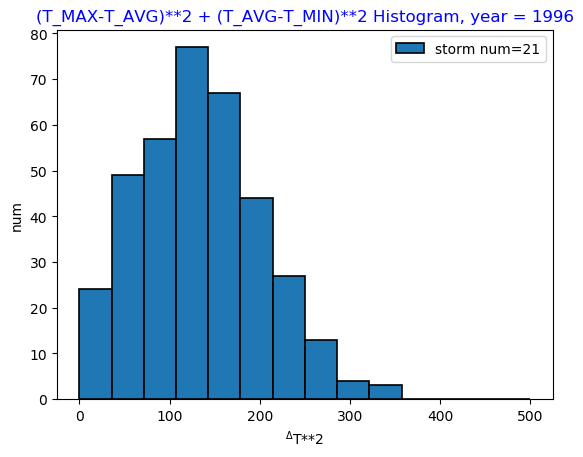 (T_MAX-T_AVG)**2 + (T_AVG-T_MIN)**2 Histogram, year = 1996
storm num=21
80
70
60
50
40
30
20
10
0
num
0 100 200 300 400 500
ΔT**2